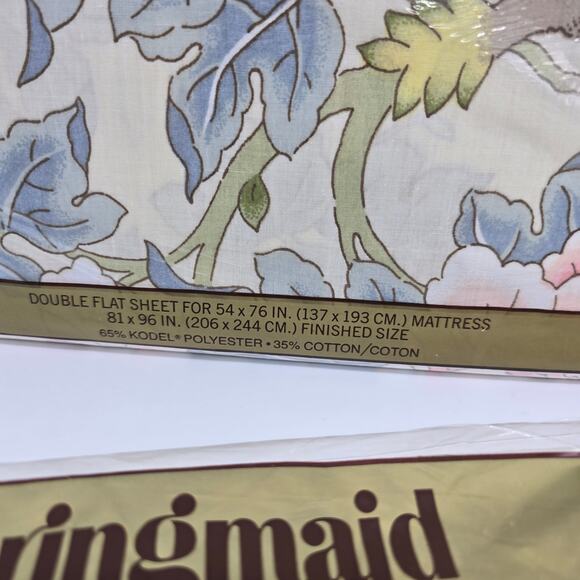 DOUBLE FLAT SHEET FOR 54 x 76 IN. (137 x 193 CM.) MATTRESS
81 x 96 IN. (206 x 244 CM.) FINISHED SIZE
65% KODEL® POLYESTER • 35% COTTON/COTON
ringmaid